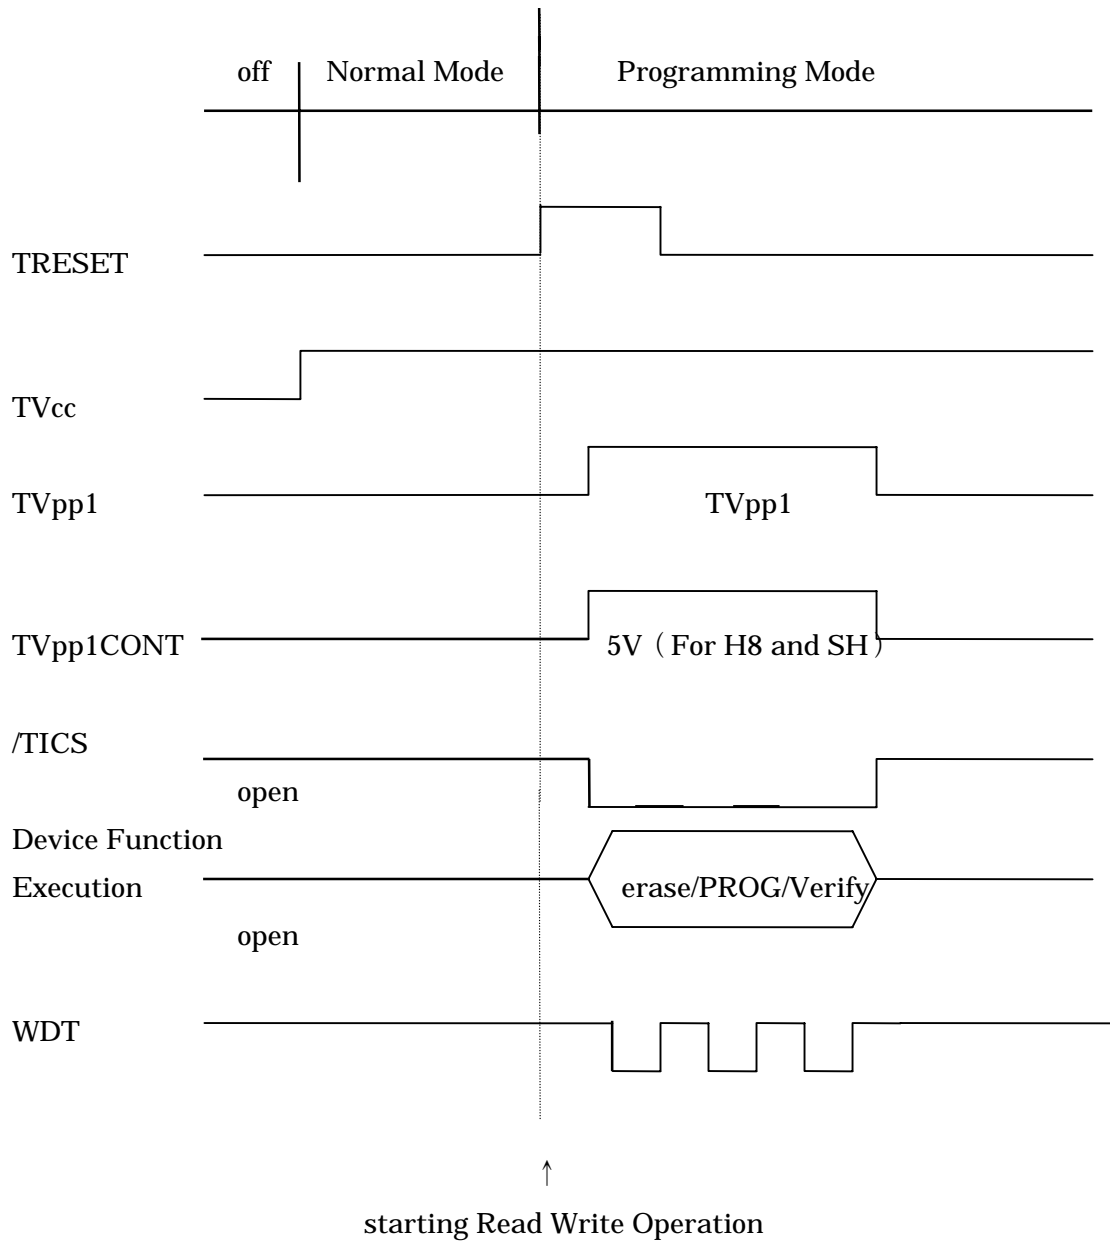 off Normal Mode Programming Mode
TRESET
TVcc
TVpp1 TVpp1
TVpp1CONT 5V（For H8 and SH）
/TICS
open
Device Function
Execution erase/PROG/Verify
open
WDT
↑
starting Read Write Operation